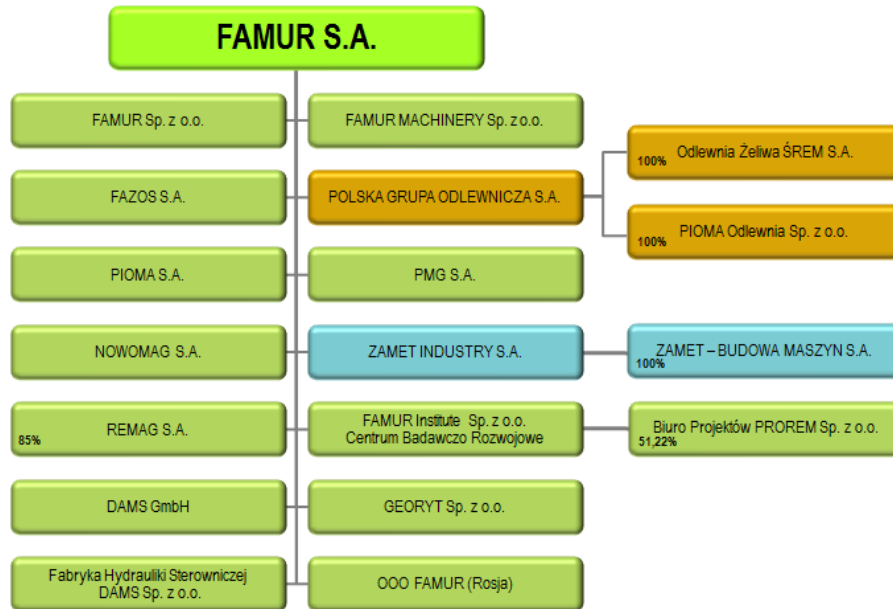 FAMUR S.A.
FAMUR Sp. z o.o.
FAMUR MACHINERY Sp. z o.o.
FAZOS S.A.
POLSKA GRUPA ODLEWNICZA S.A.
Odlewnia Żeliwa ŚREM S.A.
100%
PIOMA Odlewnia Sp. z o.o.
100%
PIOMA S.A.
PMG S.A.
NOWOMAG S.A.
ZAMET INDUSTRY S.A.
ZAMET – BUDOWA MASZYN S.A.
100%
REMAG S.A.
85%
FAMUR Institute Sp. z o.o.
Centrum Badawczo Rozwojowe
Biuro Projektów PROREM Sp. z o.o.
51,22%
DAMS GmbH
GEORYT Sp. z o.o.
Fabryka Hydrauliki Sterowniczej
DAMS Sp. z o.o.
OOO FAMUR (Rosja)